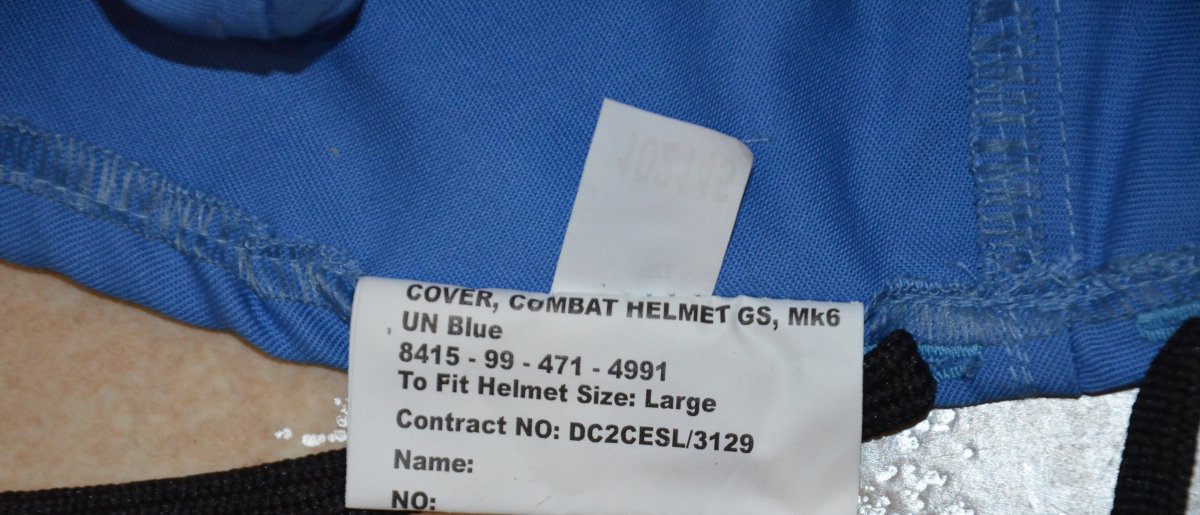 COVER, COMBAT HELMET GS, Mk6
UN Blue
8415 - 99 - 471 - 4991
To Fit Helmet Size: Large
Contract NO: DC2CESL/3129
Name:
NO: